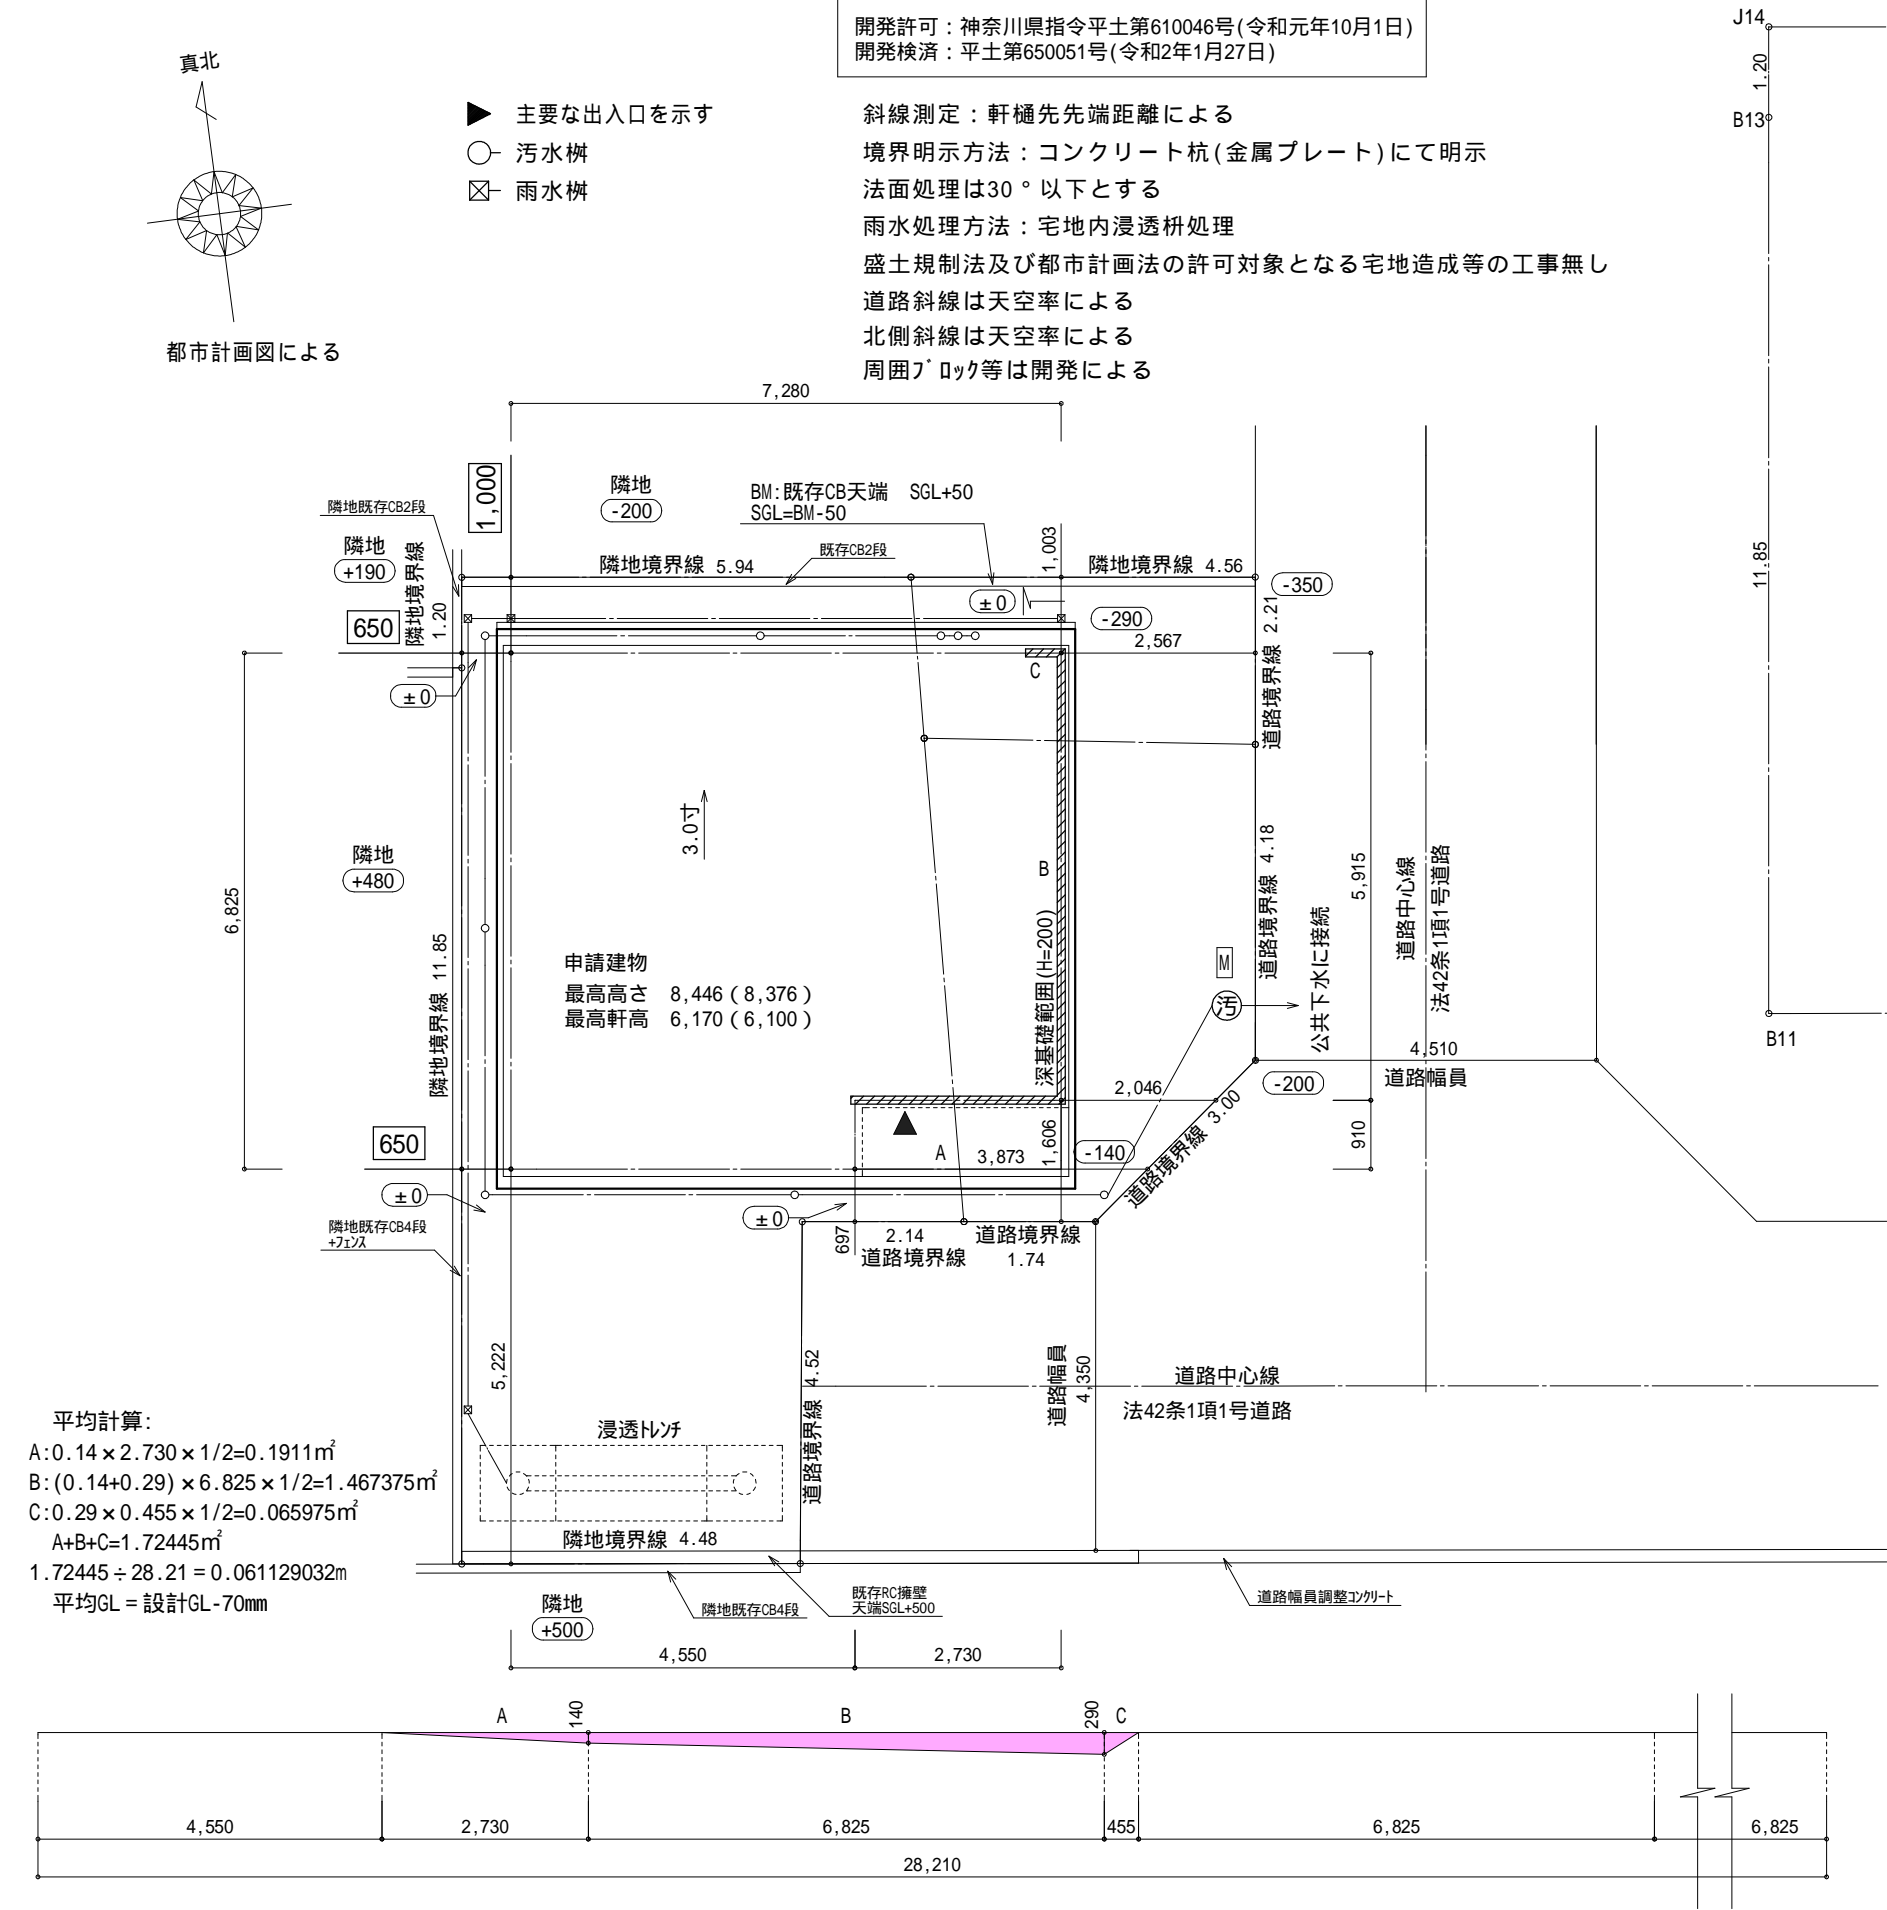 開発許可：神奈川県指令平土第610046号(令和元年10月1日)
開発検済：平土第650051号(令和2年1月27日)
真北
都市計画図による
主要な出入口を示す
汚水桝
雨水桝
斜線測定：軒樋先先端距離による
境界明示方法：コンクリート杭(金属プレート)にて明示
法面処理は30°以下とする
雨水処理方法：宅地内浸透枡処理
盛土規制法及び都市計画法の許可対象となる宅地造成等の工事無し
道路斜線は天空率による
北側斜線は天空率による
周囲ﾌﾞﾛｯｸ等は開発による
J14
1.20
B13
11.85
B11
7,280
1,000
隣地
-200
BM:既存CB天端 SGL+50
SGL=BM-50
隣地既存CB2段
隣地
+190
隣地境界線
1.20
隣地境界線 5.94
既存CB2段
1,003
隣地境界線 4.56
-350
±0
-290
650
2,567
道路境界線 2.21
±0
C
3.0寸
隣地
+480
6,825
隣地境界線 11.85
B
深基礎範囲(H=200)
道路境界線 4.18
5,915
道路中心線
法42条1項1号道路
公共下水に接続
M
汚
申請建物
最高高さ 8,446(8,376)
最高軒高 6,170(6,100)
4,510
道路幅員
-200
2,046
道路境界線 3.00
910
650
A
3,873
1,606
-140
±0
±0
隣地既存CB4段
+ﾌｪﾝｽ
697
2.14
道路境界線
道路境界線
1.74
5,222
道路境界線 4.52
道路幅員
4,350
道路中心線
法42条1項1号道路
浸透ﾄﾚﾝﾁ
隣地境界線 4.48
平均計算:
A:0.14×2.730×1/2=0.1911㎡
B:(0.14+0.29)×6.825×1/2=1.467375㎡
C:0.29×0.455×1/2=0.065975㎡
A+B+C=1.72445㎡
1.72445÷28.21=0.061129032m
平均GL=設計GL-70mm
隣地
+500
隣地既存CB4段
既存RC擁壁
天端SGL+500
道路幅員調整ｺﾝｸﾘｰﾄ
4,550
2,730
A
140
B
290
C
4,550
2,730
6,825
455
6,825
6,825
28,210